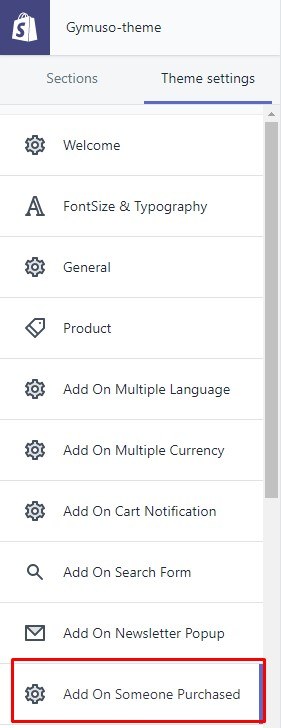 Gymuso-theme
Sections
Theme settings
Welcome
FontSize & Typography
General
Product
Add On Multiple Language
Add On Multiple Currency
Add On Cart Notification
Add On Search Form
Add On Newsletter Popup
Add On Someone Purchased